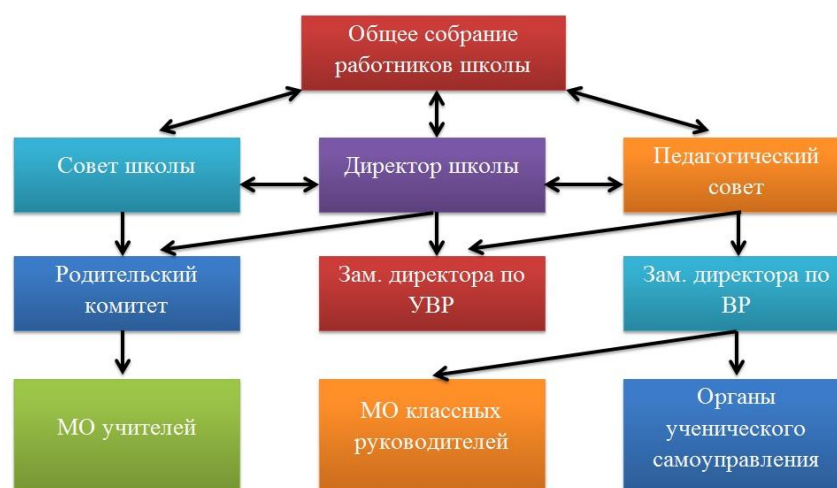 Общее собрание
работников школы
Совет школы
Директор школы
Педагогический
совет
Родительский
комитет
Зам. директора по
УВР
Зам. директора по
ВР
МО учителей
МО классных
руководителей
Органы
ученического
самоуправления